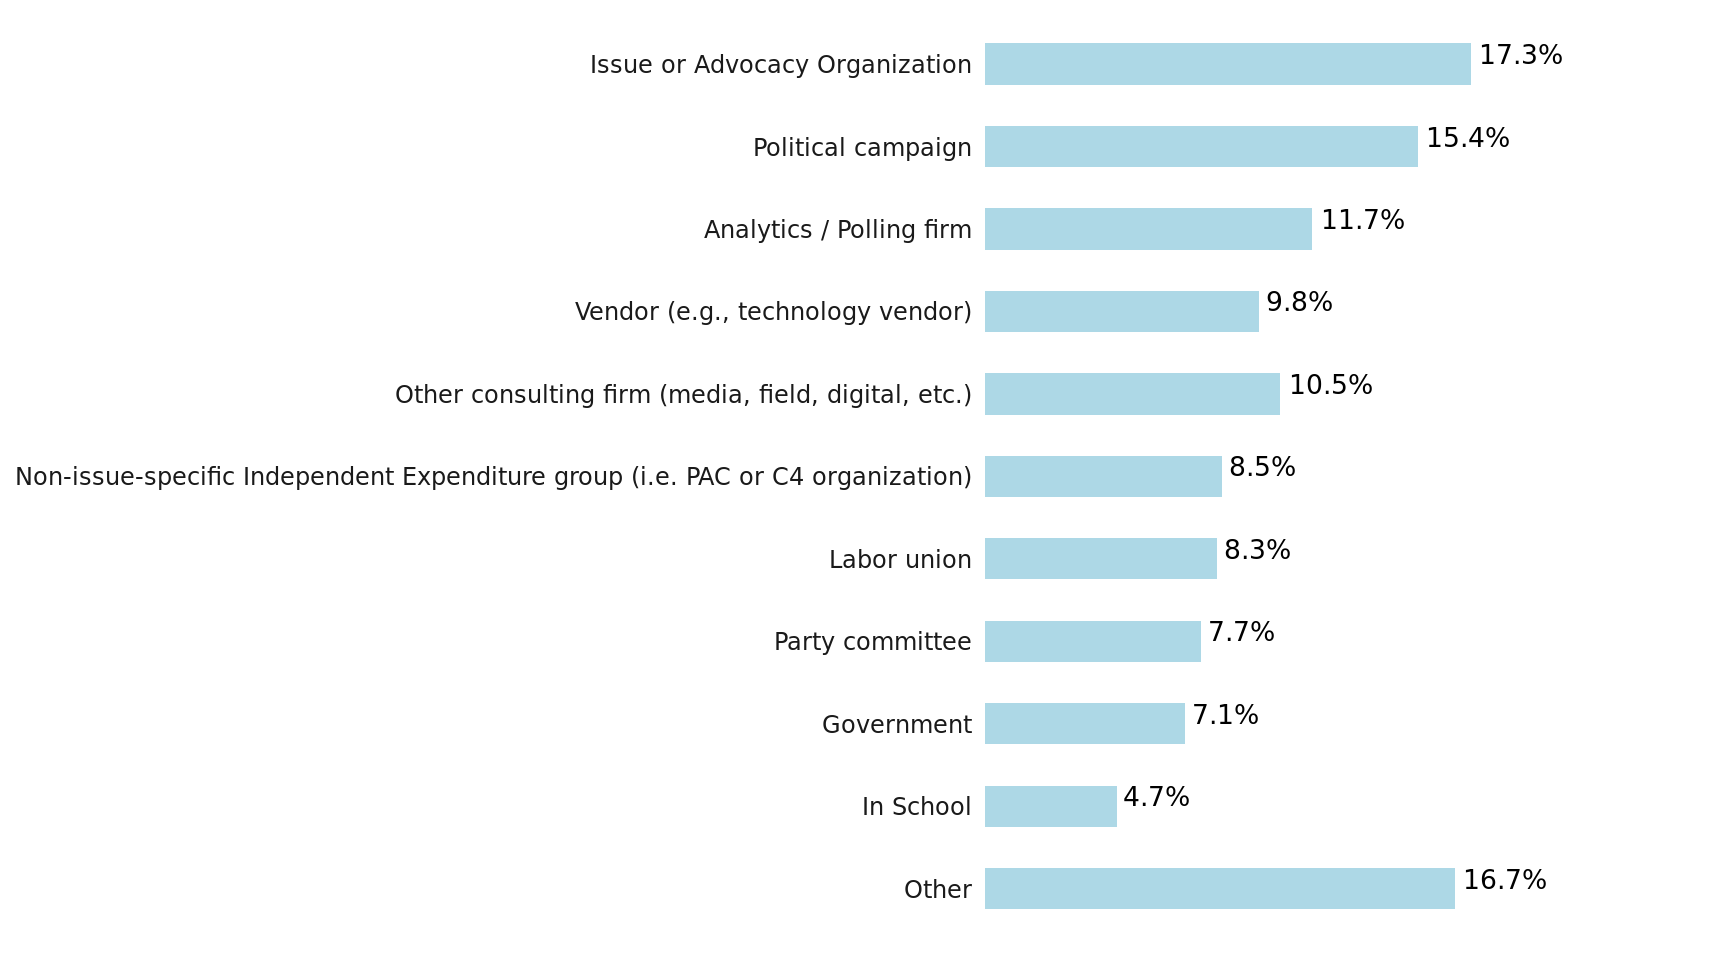 Issue or Advocacy Organization 17.3%
Political campaign 15.4%
Analytics / Polling firm 11.7%
Vendor (e.g., technology vendor) 9.8%
Other consulting firm (media, field, digital, etc.) 10.5%
Non-issue-specific Independent Expenditure group (i.e. PAC or C4 organization) 8.5%
Labor union 8.3%
Party committee 7.7%
Government 7.1%
In School 4.7%
Other 16.7%